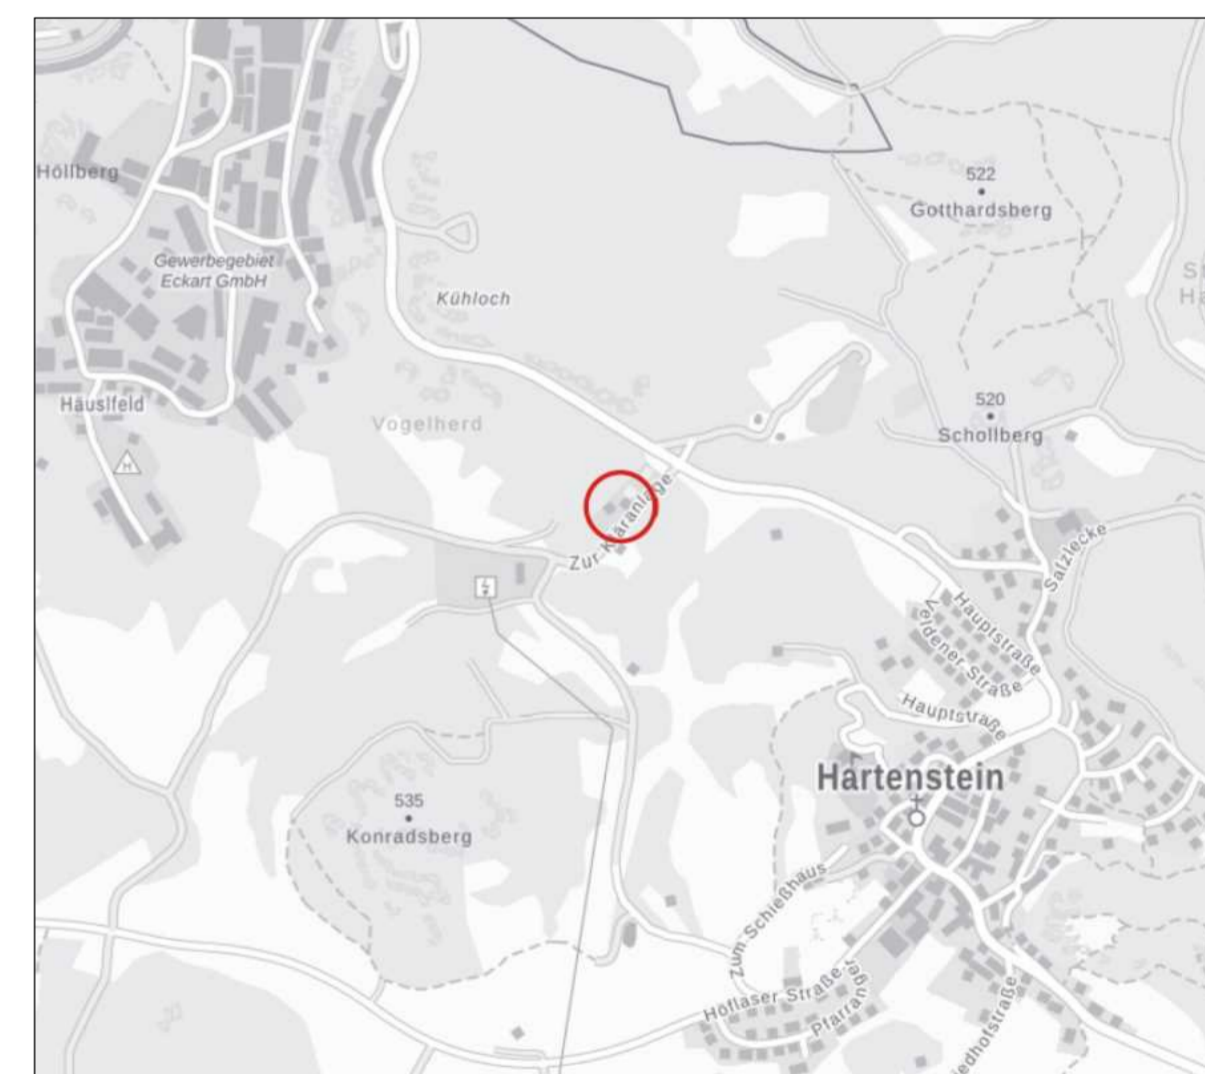 522
Höllberg
Gotthardsberg
Gewerbegebiet
Eckart GmbH
Kühloch
520
Häuslfeld
Vogelherd
Schollberg
H
Zur Kläranlage
Salzlecke
Hauptstraße
Veldener Straße
Hauptstraße
Hartenstein
535
Konradsberg
Zum Schießhaus
Höflaser Straße
Pfarranger